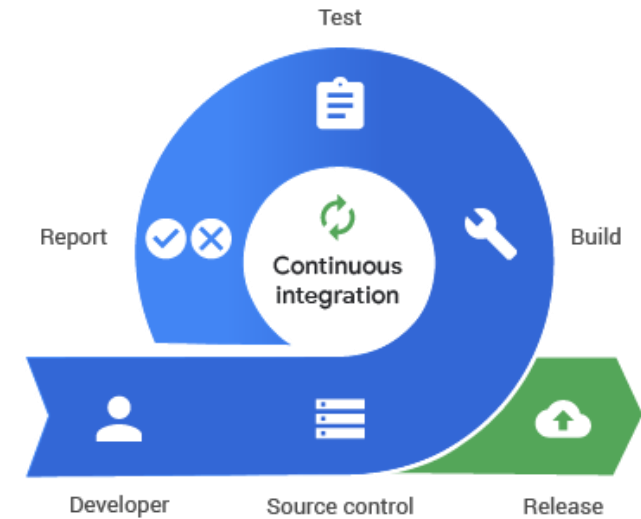 Test
Report
Continuous
integration
Build
Developer
Source control
Release